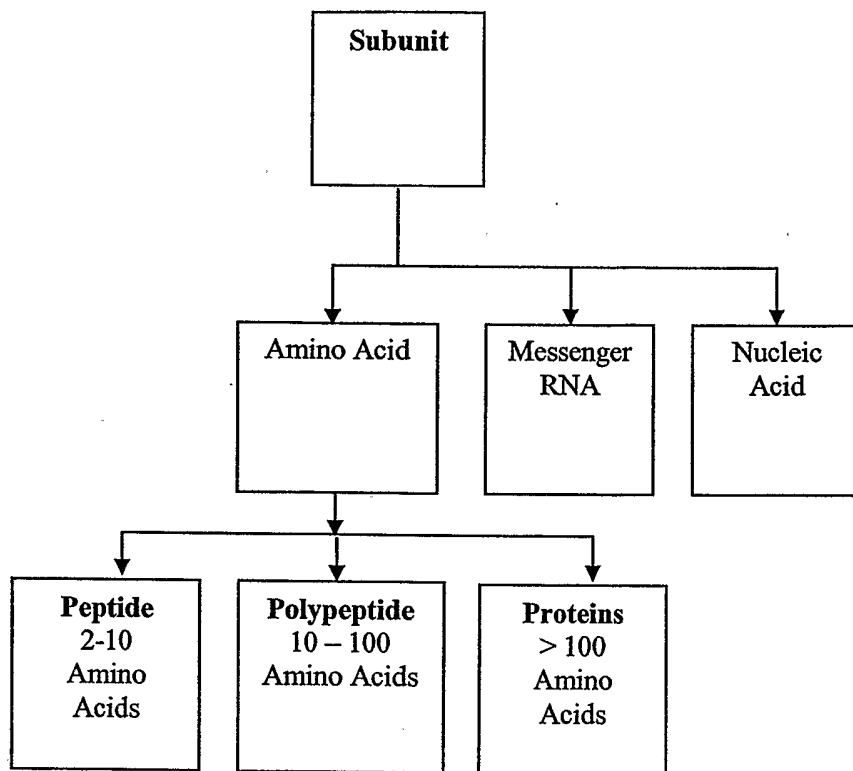 Subunit
Amino Acid
Messenger
RNA
Nucleic
Acid
Peptide
2-10
Amino
Acids
Polypeptide
10 – 100
Amino Acids
Proteins
> 100
Amino
Acids